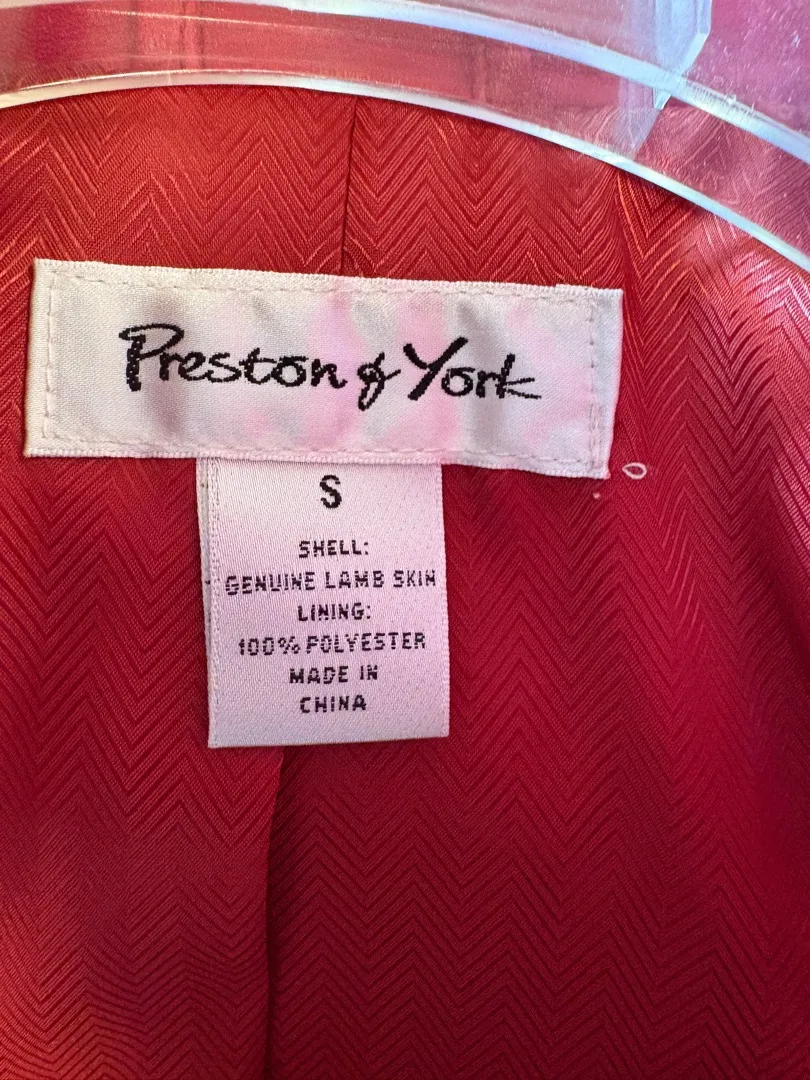 Preston & York
S
SHELL:
GENUINE LAMB SKIN
LINING:
100% POLYESTER
MADE IN
CHINA